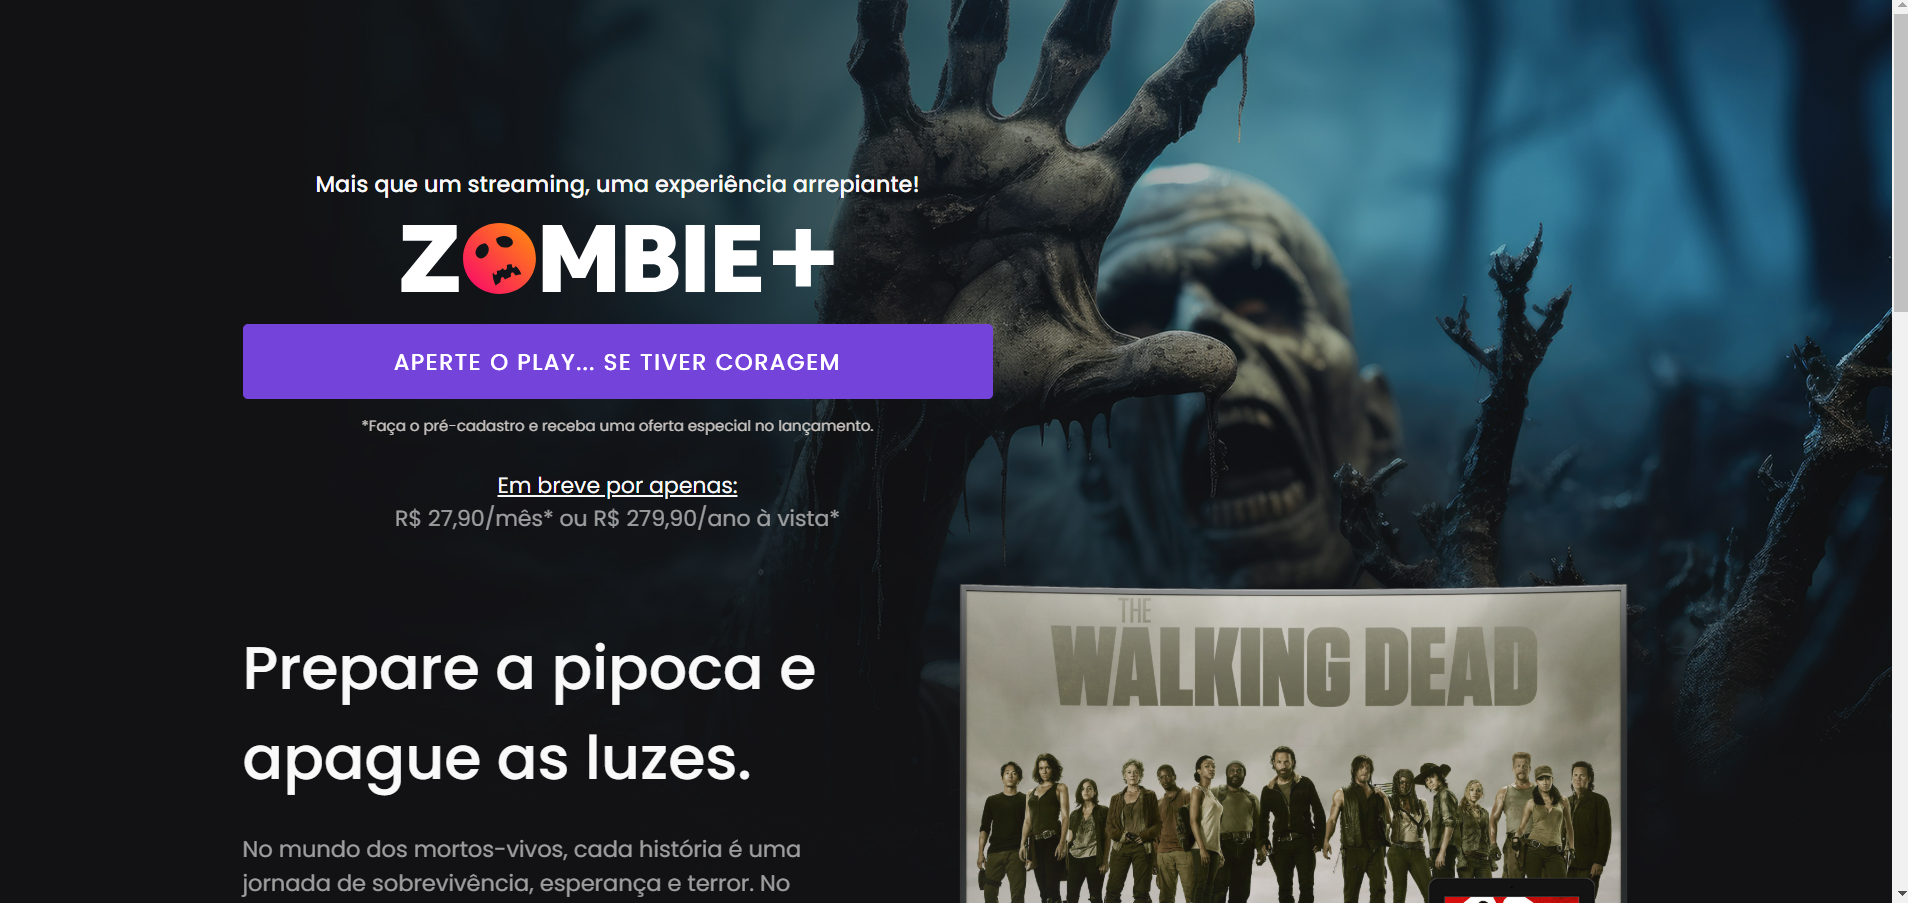 Mais que um streaming, uma experiência arrepiante!
ZOMBIE+
APERTE O PLAY... SE TIVER CORAGEM
*Faça o pré-cadastro e receba uma oferta especial no lançamento.
Em breve por apenas:
R$ 27,90/mês* ou R$ 279,90/ano à vista*
Prepare a pipoca e
apague as luzes.
No mundo dos mortos-vivos, cada história é uma
jornada de sobrevivência, esperança e terror. No
THE
WALKING DEAD